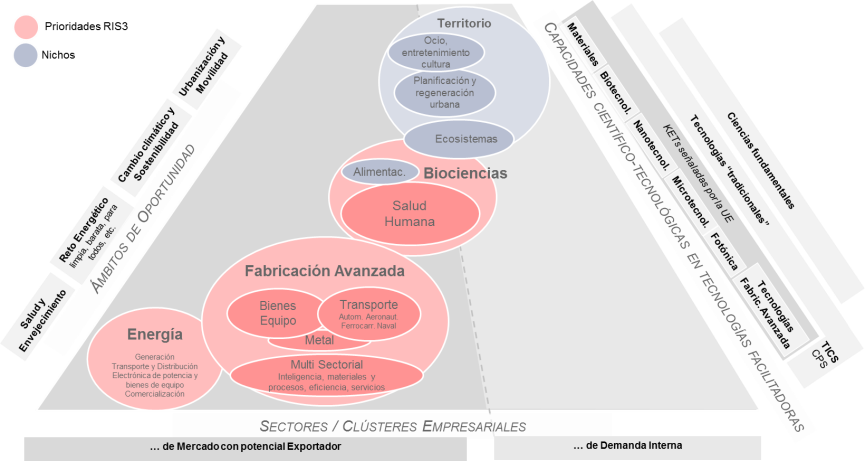 Prioridades RIS3
Nichos
Urbanización y
Movilidad
Cambio climático y
Sostenibilidad
Reto Energético
limpia, barata, para
todos, etc.
Salud y
Envejecimiento
ÁMBITOS DE OPORTUNIDAD
Territorio
Ocio,
entretenimiento
cultura
Planificación y
regeneración
urbana
Ecosistemas
Alimentac.
Biociencias
Salud
Humana
Fabricación Avanzada
Bienes
Equipo
Transporte
Autom. Aeronaut.
Ferrocarr. Naval
Metal
Multi Sectorial
Inteligencia, materiales y
procesos, eficiencia, servicios
Energía
Generación
Transporte y Distribución
Electrónica de potencia y
bienes de equipo
Comercialización
CAPACIDADES CIENTÍFICO-TECNOLÓGICAS EN TECNOLOGÍAS FACILITADORAS
Materiales
Biotecnol.
Nanotecnol.
Microtecnol.
Fotónica
Tecnologías
Fabric. Avanzada
KETs señaladas por la UE
Tecnologías "tradicionales"
Ciencias fundamentales
TICS
CPS
SECTORES / CLÚSTERES EMPRESARIALES
... de Mercado con potencial Exportador
... de Demanda Interna